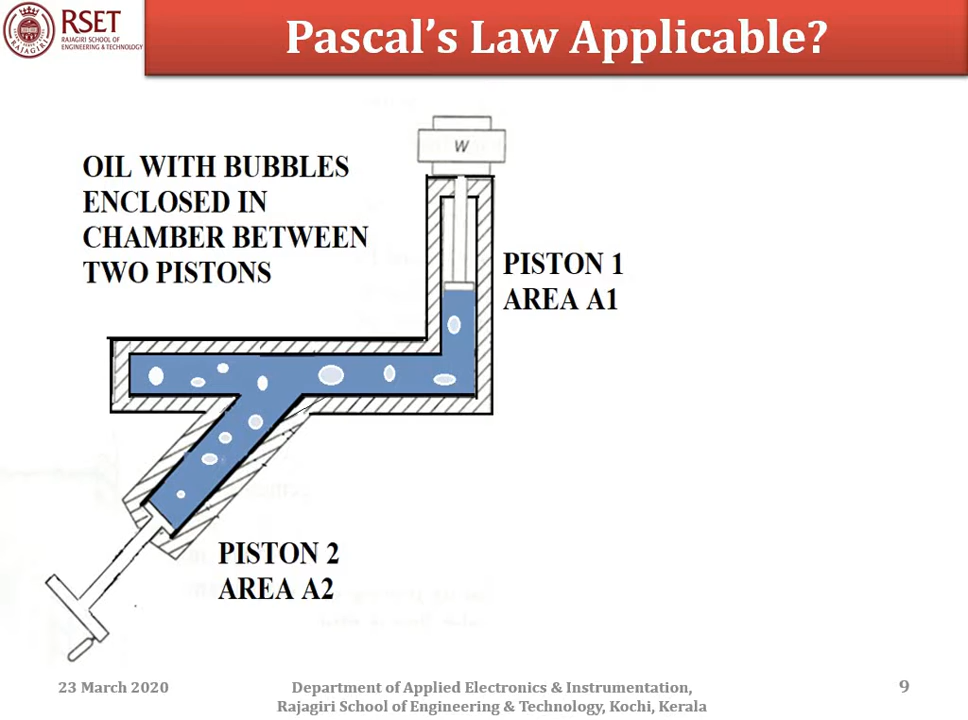 RSET
RAJAGIRI SCHOOL OF
ENGINEERING & TECHNOLOGY
RAJAGIRI
Pascal's Law Applicable?
W
OIL WITH BUBBLES
ENCLOSED IN
CHAMBER BETWEEN
TWO PISTONS
PISTON 1
AREA A1
PISTON 2
AREA A2
23 March 2020
Department of Applied Electronics & Instrumentation,
Rajagiri School of Engineering & Technology, Kochi, Kerala
9